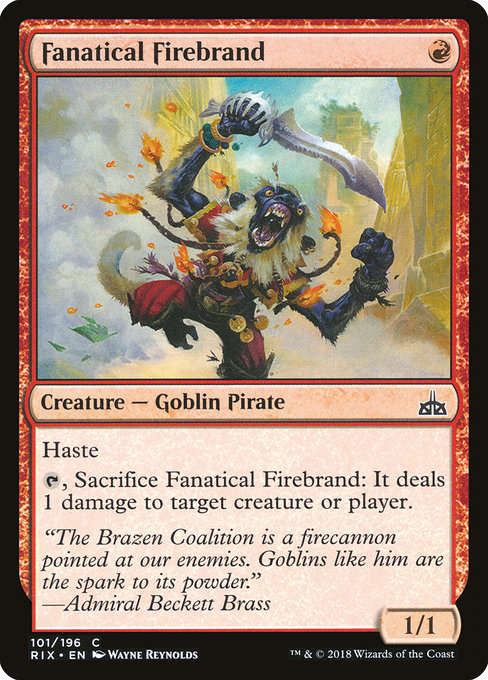 Fanatical Firebrand
Creature — Goblin Pirate
Haste
, Sacrifice Fanatical Firebrand: It deals
1 damage to target creature or player.
“The Brazen Coalition is a firecannon
pointed at our enemies. Goblins like him are
the spark to its powder.”
—Admiral Beckett Brass
1/1
101/196 C
RIX • EN Wayne Reynolds
™ & © 2018 Wizards of the Coast